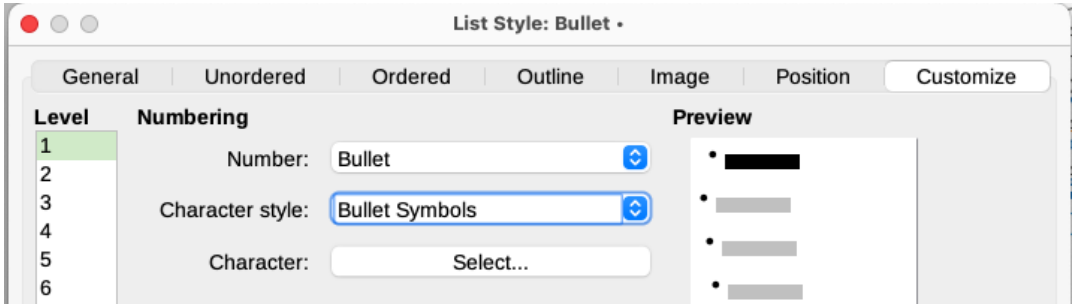 List Style: Bullet •
General Unordered Ordered Outline Image Position Customize
Level Numbering Preview
1
Number: Bullet
2
3
Character style: Bullet Symbols
4
5
Character: Select...
6